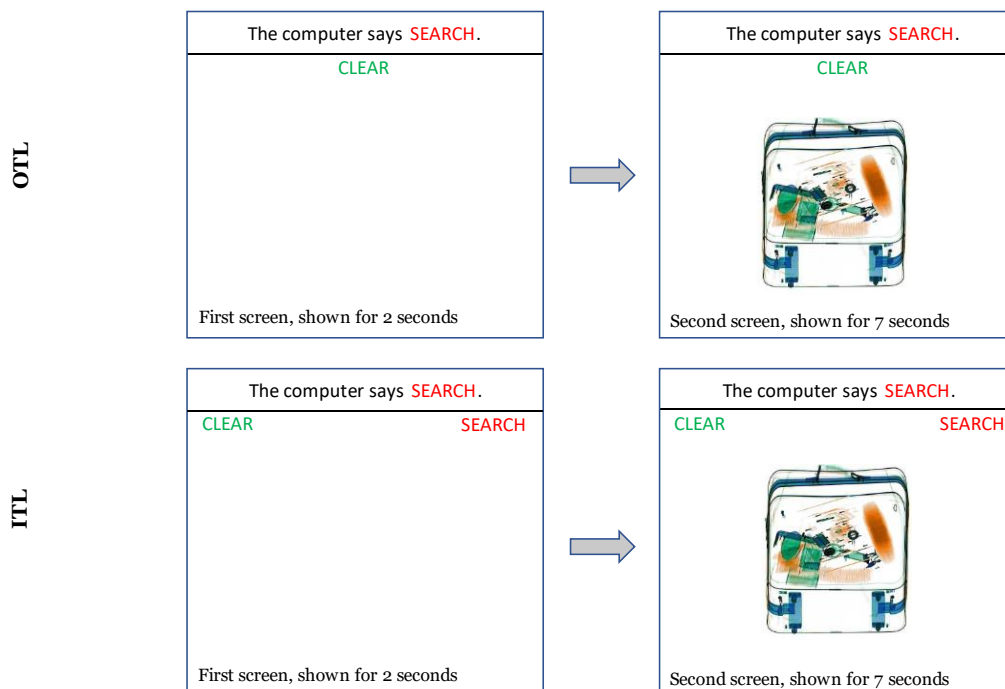 OTL
The computer says SEARCH.
CLEAR
First screen, shown for 2 seconds
The computer says SEARCH.
CLEAR
Second screen, shown for 7 seconds
ITL
The computer says SEARCH.
CLEAR SEARCH
First screen, shown for 2 seconds
The computer says SEARCH.
CLEAR SEARCH
Second screen, shown for 7 seconds